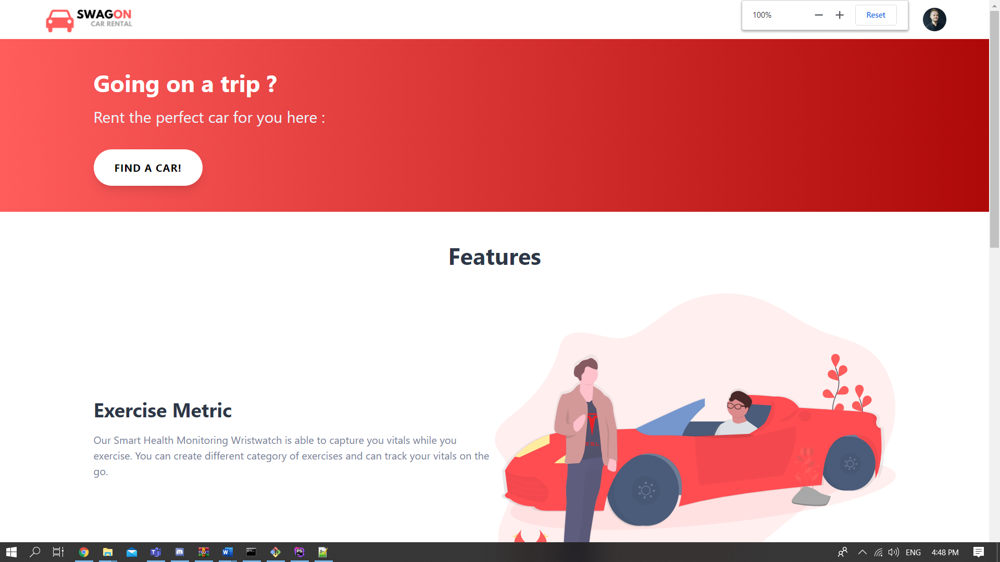 SWAGON
CAR RENTAL
100%
Reset
Going on a trip ?
Rent the perfect car for you here :
FIND A CAR!
Features
Exercise Metric
Our Smart Health Monitoring Wristwatch is able to capture you vitals while you
exercise. You can create different category of exercises and can track your vitals on the
go.
ENG
4:48 PM